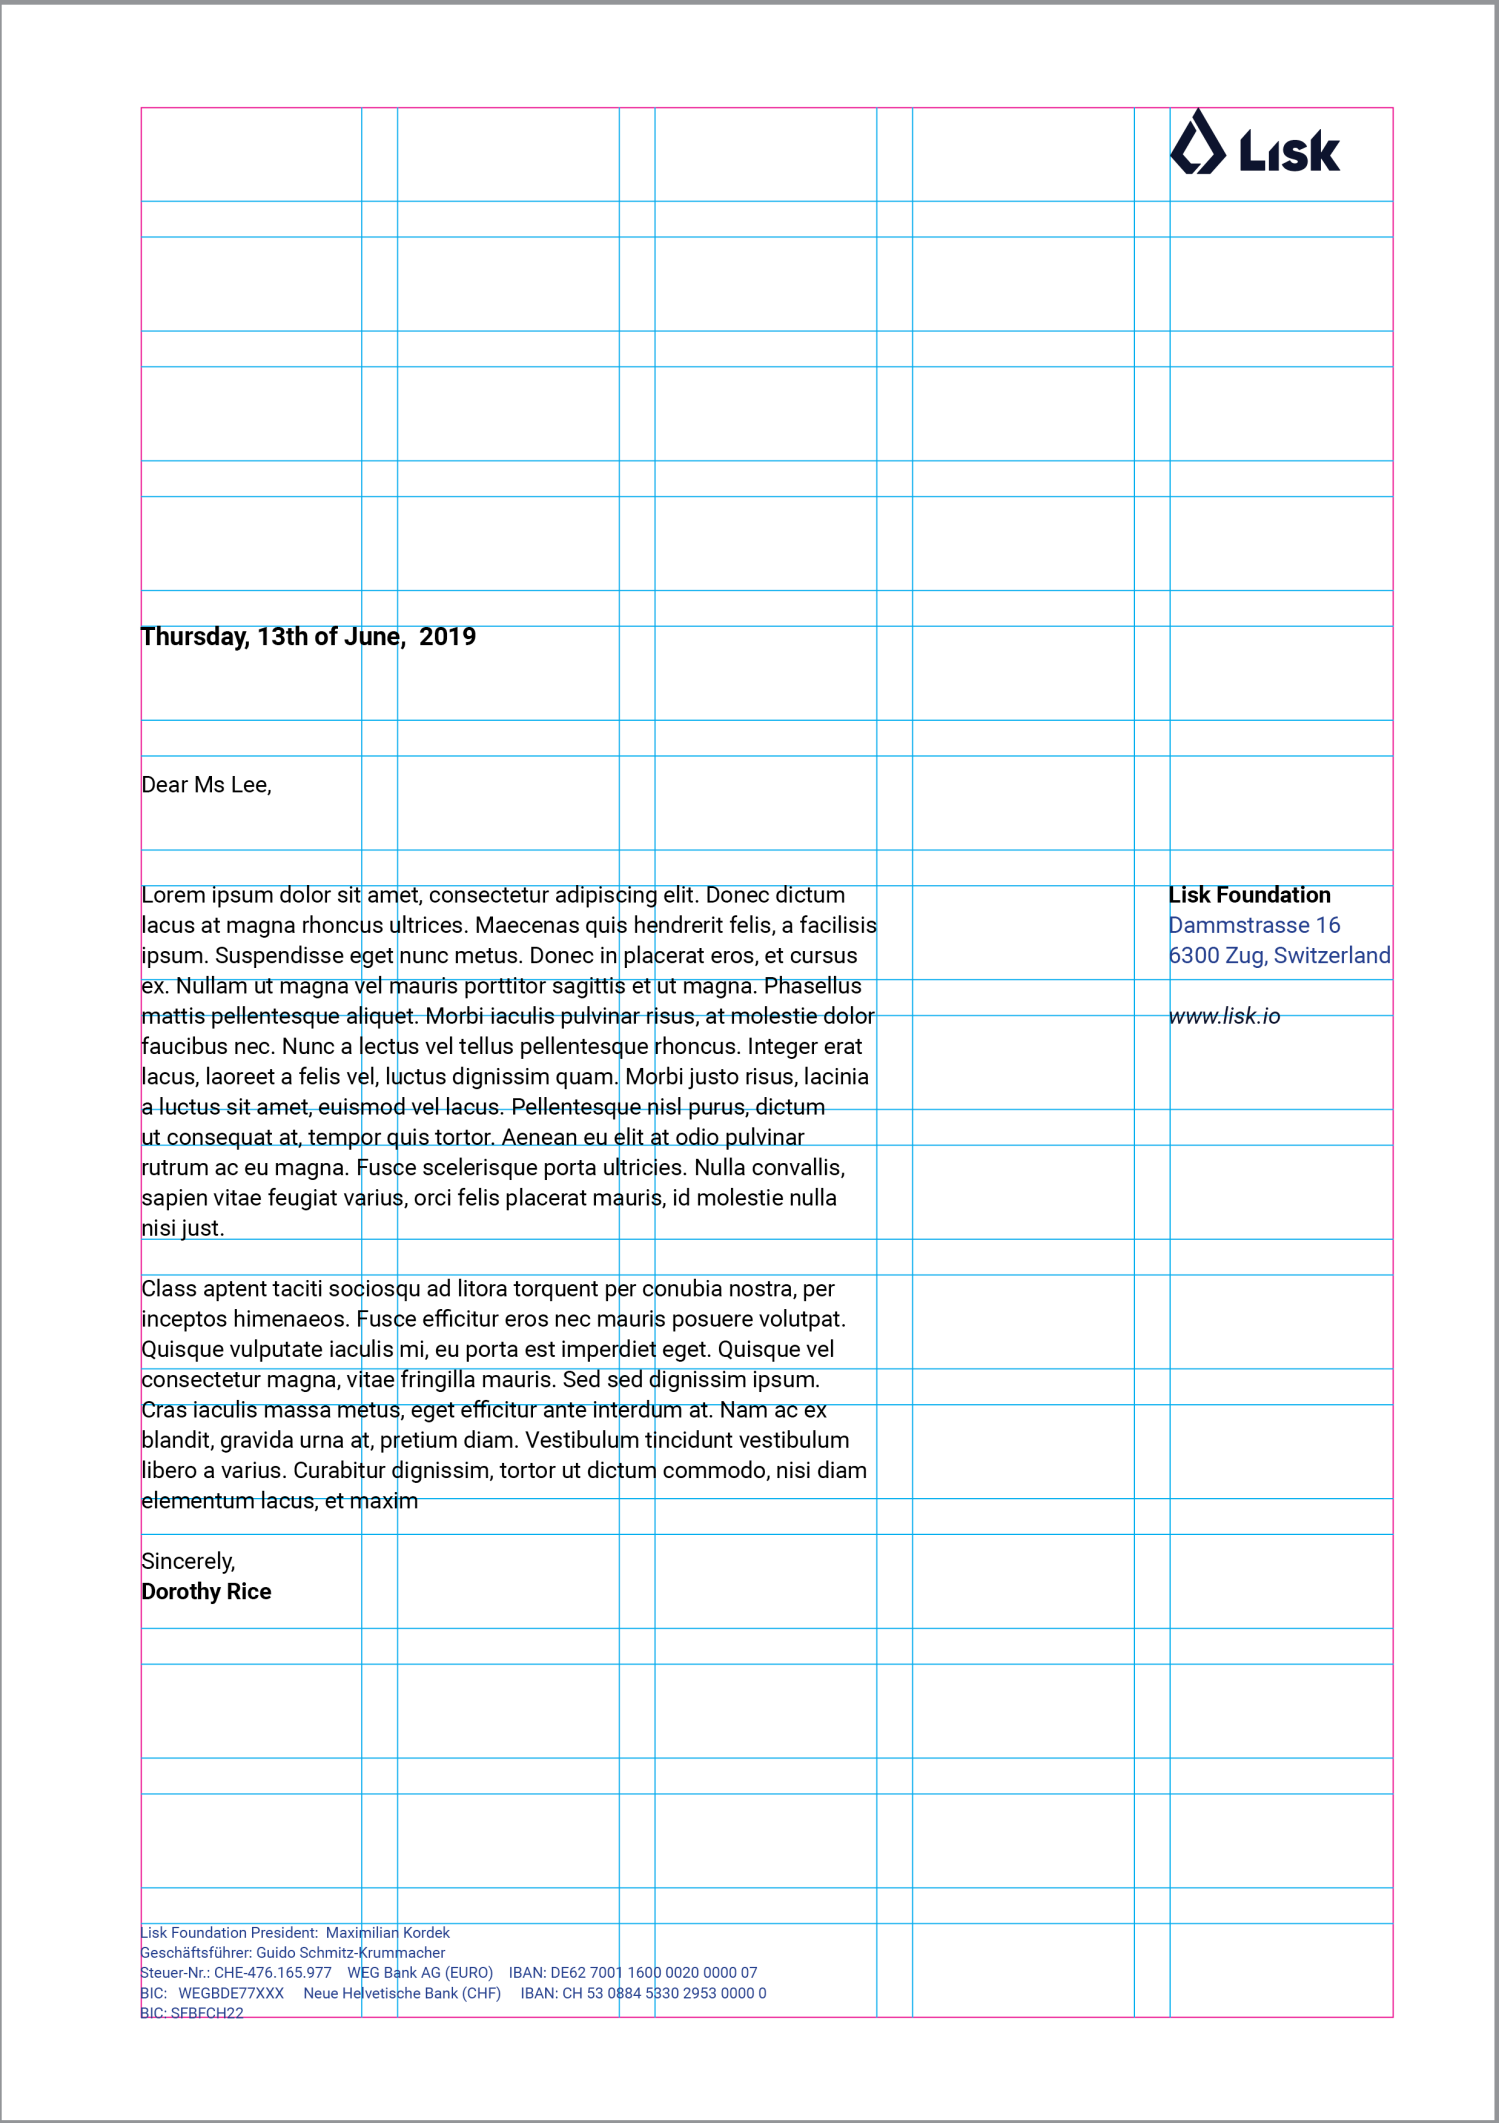 Lısk
Thursday, 13th of June,  2019
Dear Ms Lee,
Lorem ipsum dolor sit amet, consectetur adipiscing elit. Donec dictum
lacus at magna rhoncus ultrices. Maecenas quis hendrerit felis, a facilisis
ipsum. Suspendisse eget nunc metus. Donec in placerat eros, et cursus
ex. Nullam ut magna vel mauris porttitor sagittis et ut magna. Phasellus
mattis pellentesque aliquet. Morbi iaculis pulvinar risus, at molestie dolor
faucibus nec. Nunc a lectus vel tellus pellentesque rhoncus. Integer erat
lacus, laoreet a felis vel, luctus dignissim quam. Morbi justo risus, lacinia
a luctus sit amet, euismod vel lacus. Pellentesque nisl purus, dictum
ut consequat at, tempor quis tortor. Aenean eu elit at odio pulvinar
rutrum ac eu magna. Fusce scelerisque porta ultricies. Nulla convallis,
sapien vitae feugiat varius, orci felis placerat mauris, id molestie nulla
nisi just.
Class aptent taciti sociosqu ad litora torquent per conubia nostra, per
inceptos himenaeos. Fusce efficitur eros nec mauris posuere volutpat.
Quisque vulputate iaculis mi, eu porta est imperdiet eget. Quisque vel
consectetur magna, vitae fringilla mauris. Sed sed dignissim ipsum.
Cras iaculis massa metus, eget efficitur ante interdum at. Nam ac ex
blandit, gravida urna at, pretium diam. Vestibulum tincidunt vestibulum
libero a varius. Curabitur dignissim, tortor ut dictum commodo, nisi diam
elementum lacus, et maxim
Sincerely,
Dorothy Rice
Lisk Foundation
Dammstrasse 16
6300 Zug, Switzerland
www.lisk.io
Lisk Foundation President:  Maximilian Kordek
Geschäftsführer: Guido Schmitz-Krummacher
Steuer-Nr.: CHE-476.165.977    WEG Bank AG (EURO)    IBAN: DE62 7001 1600 0020 0000 07
BIC:   WEGBDE77XXX     Neue Helvetische Bank (CHF)     IBAN: CH 53 0884 5330 2953 0000 0
BIC: SFBFCH22